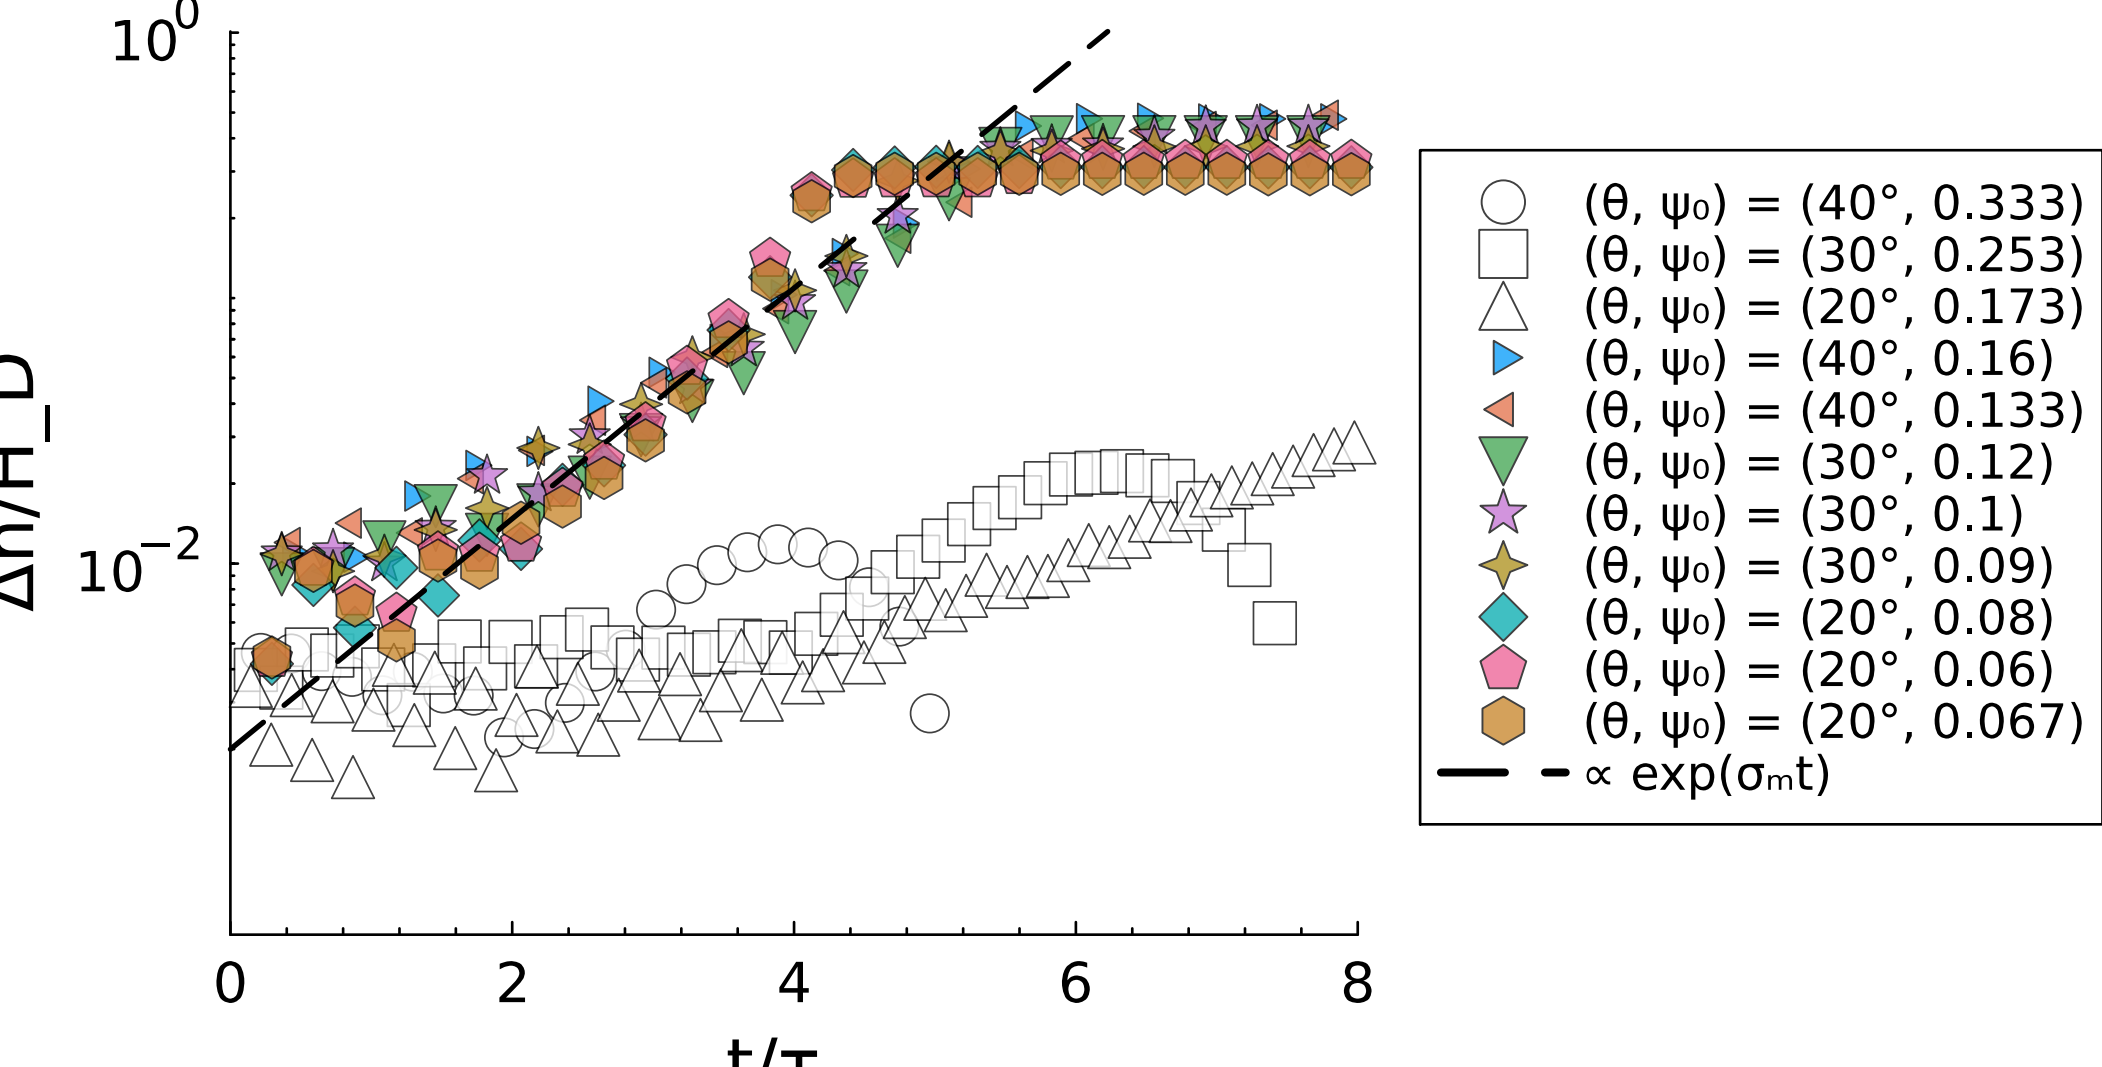 10⁰
10⁻²
Δh/H_D
0 2 4 6 8
t/τ
(θ, ψ₀) = (40°, 0.333)
(θ, ψ₀) = (30°, 0.253)
(θ, ψ₀) = (20°, 0.173)
(θ, ψ₀) = (40°, 0.16)
(θ, ψ₀) = (40°, 0.133)
(θ, ψ₀) = (30°, 0.12)
(θ, ψ₀) = (30°, 0.1)
(θ, ψ₀) = (30°, 0.09)
(θ, ψ₀) = (20°, 0.08)
(θ, ψ₀) = (20°, 0.06)
(θ, ψ₀) = (20°, 0.067)
∝ exp(σₘt)